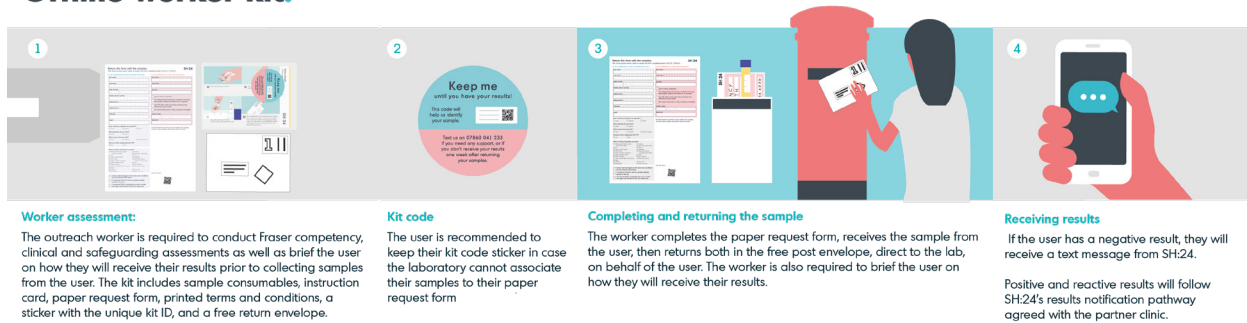 1
2
3
4
SH:24
Keep me
until you have your results!
This code will
help us identify
your sample.
Text us on 07860 041 233
if you need any support, or if
you don't receive your results
one week after returning
your samples.
SH:24
SH:24
Worker assessment:
The outreach worker is required to conduct Fraser competency,
clinical and safeguarding assessments as well as brief the user
on how they will receive their results prior to collecting samples
from the user. The kit includes sample consumables, instruction
card, paper request form, printed terms and conditions, a
sticker with the unique kit ID, and a free return envelope.
Kit code
The user is recommended to
keep their kit code sticker in case
the laboratory cannot associate
their samples to their paper
request form
Completing and returning the sample
The worker completes the paper request form, receives the sample from
the user, then returns both in the free post envelope, direct to the lab,
on behalf of the user. The worker is also required to brief the user on
how they will receive their results.
Receiving results
If the user has a negative result, they will
receive a text message from SH:24.
Positive and reactive results will follow
SH:24's results notification pathway
agreed with the partner clinic.